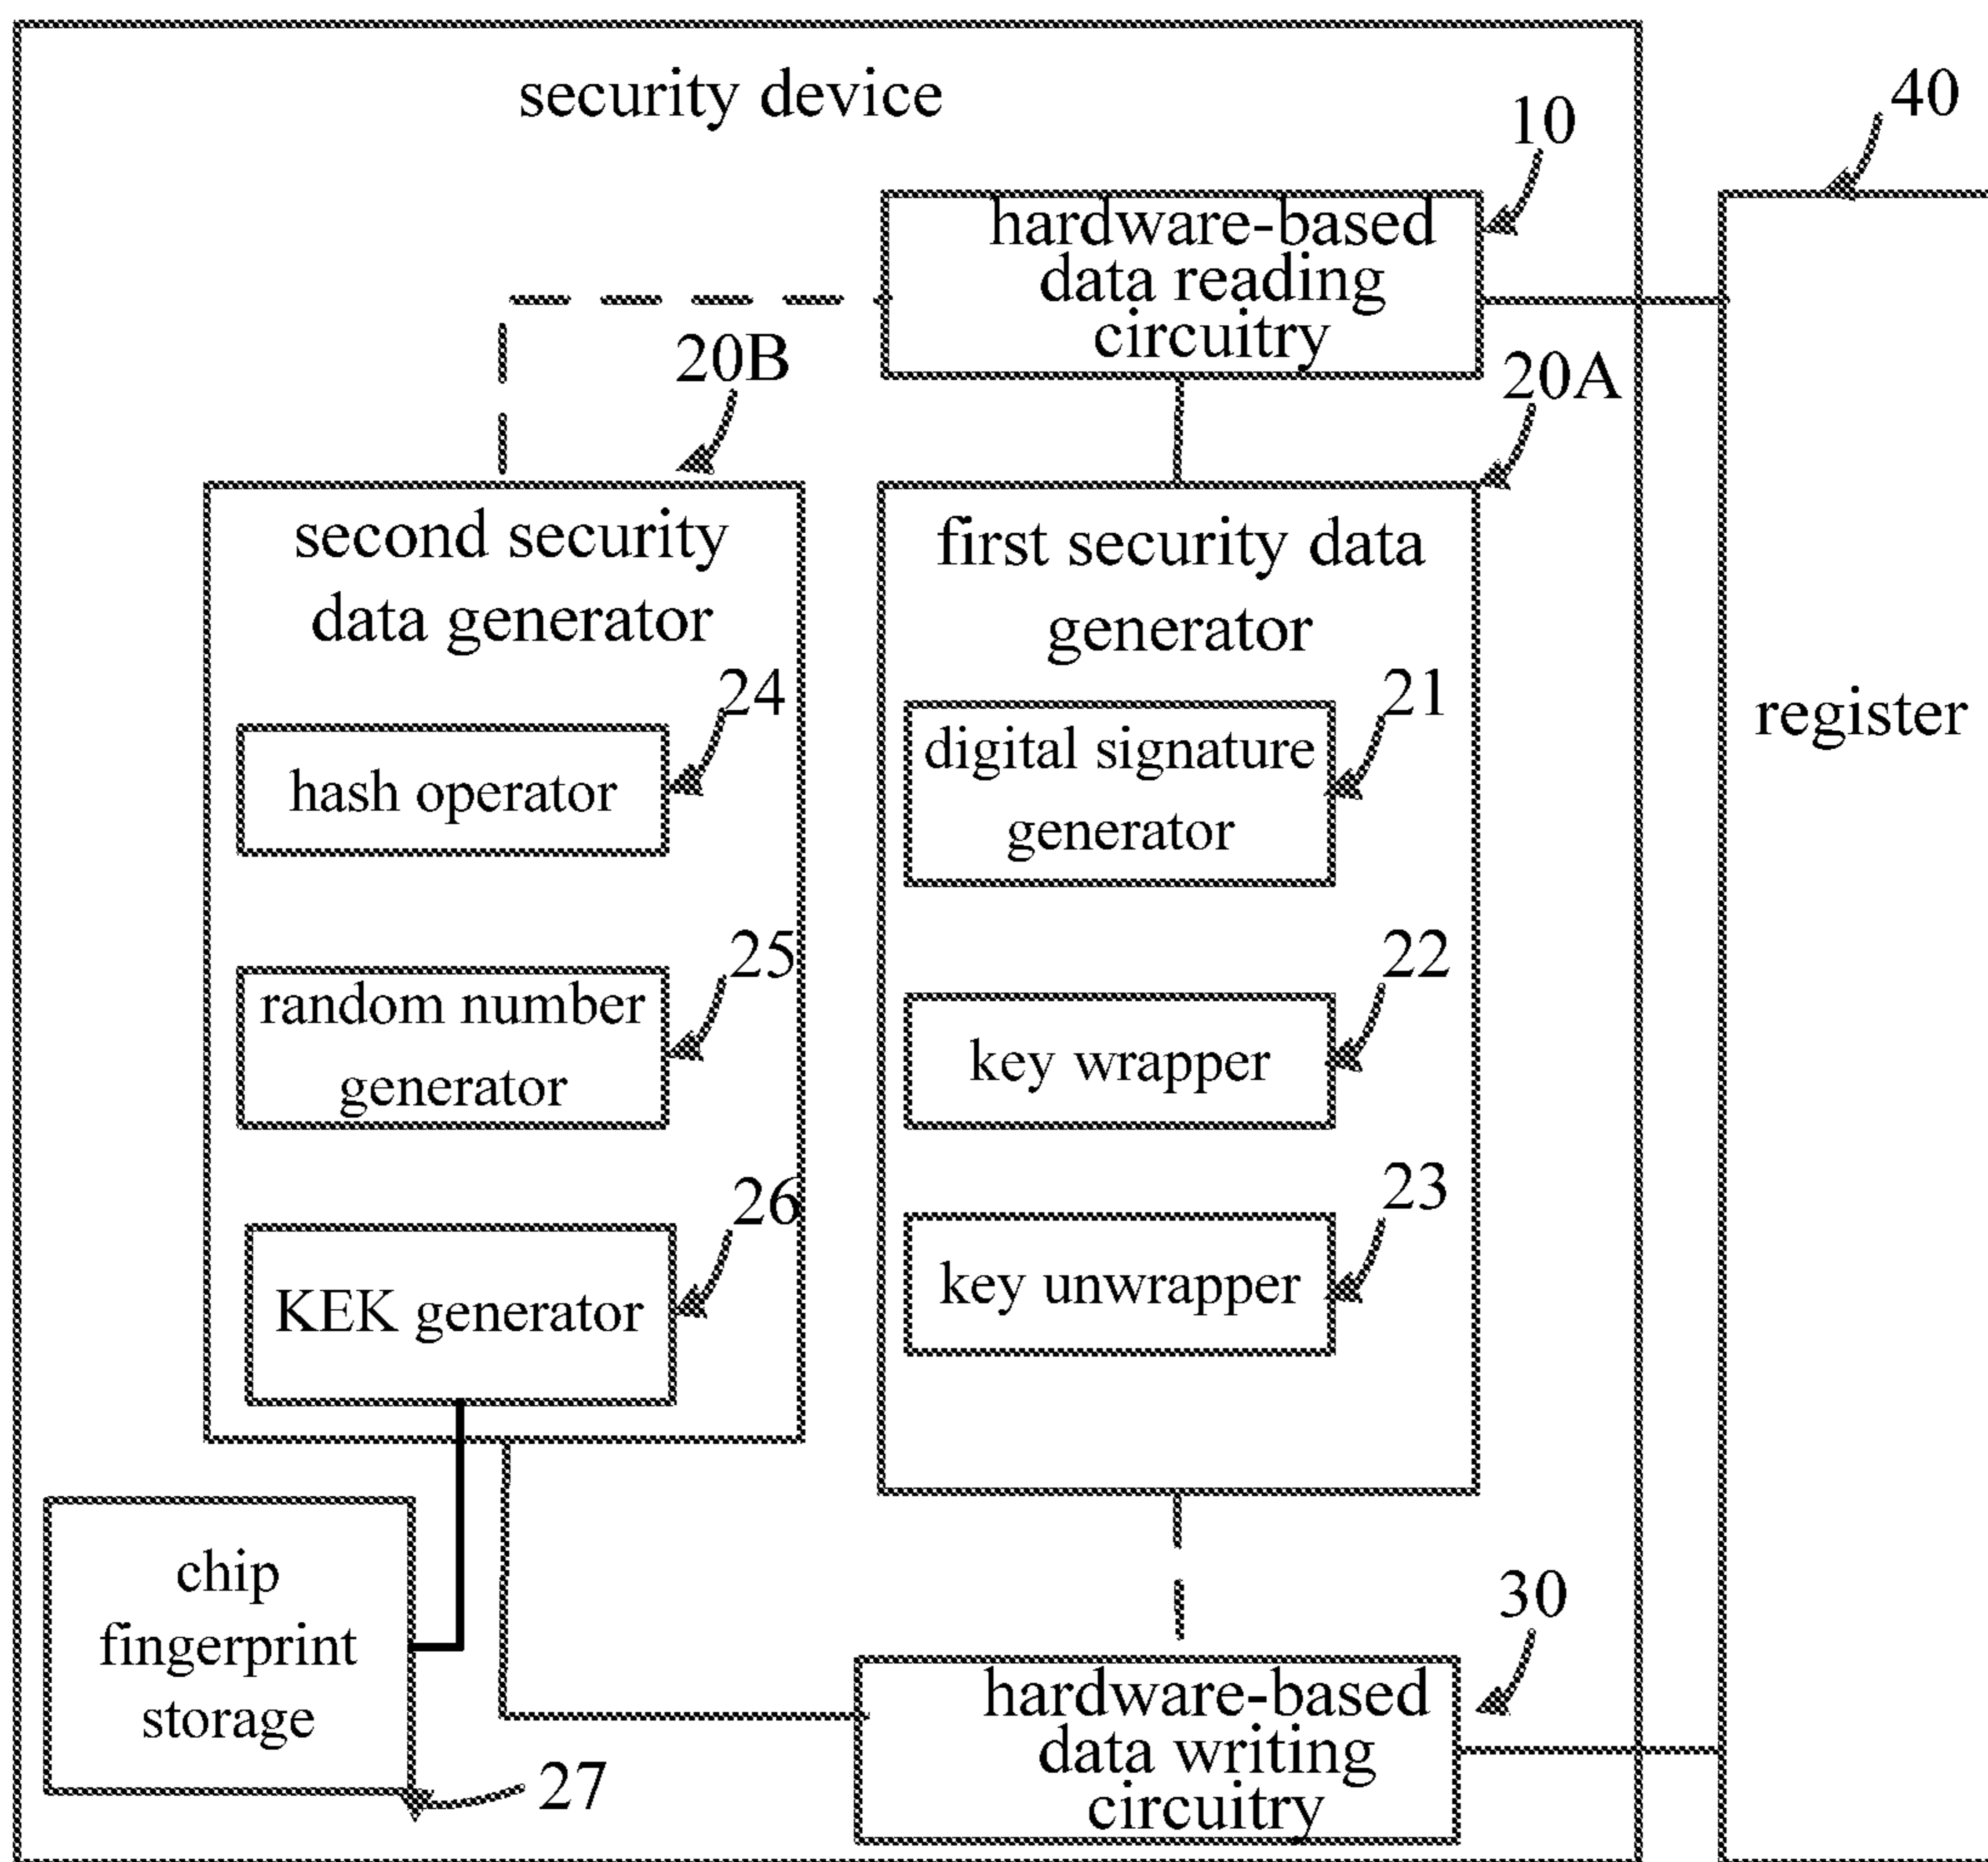 security device
10
40
hardware-based
data reading
circuitry
20B
20A
second security
data generator
first security data
generator
24
hash operator
21
digital signature
generator
25
random number
generator
22
key wrapper
26
KEK generator
23
key unwrapper
register
chip
fingerprint
storage
27
30
hardware-based
data writing
circuitry